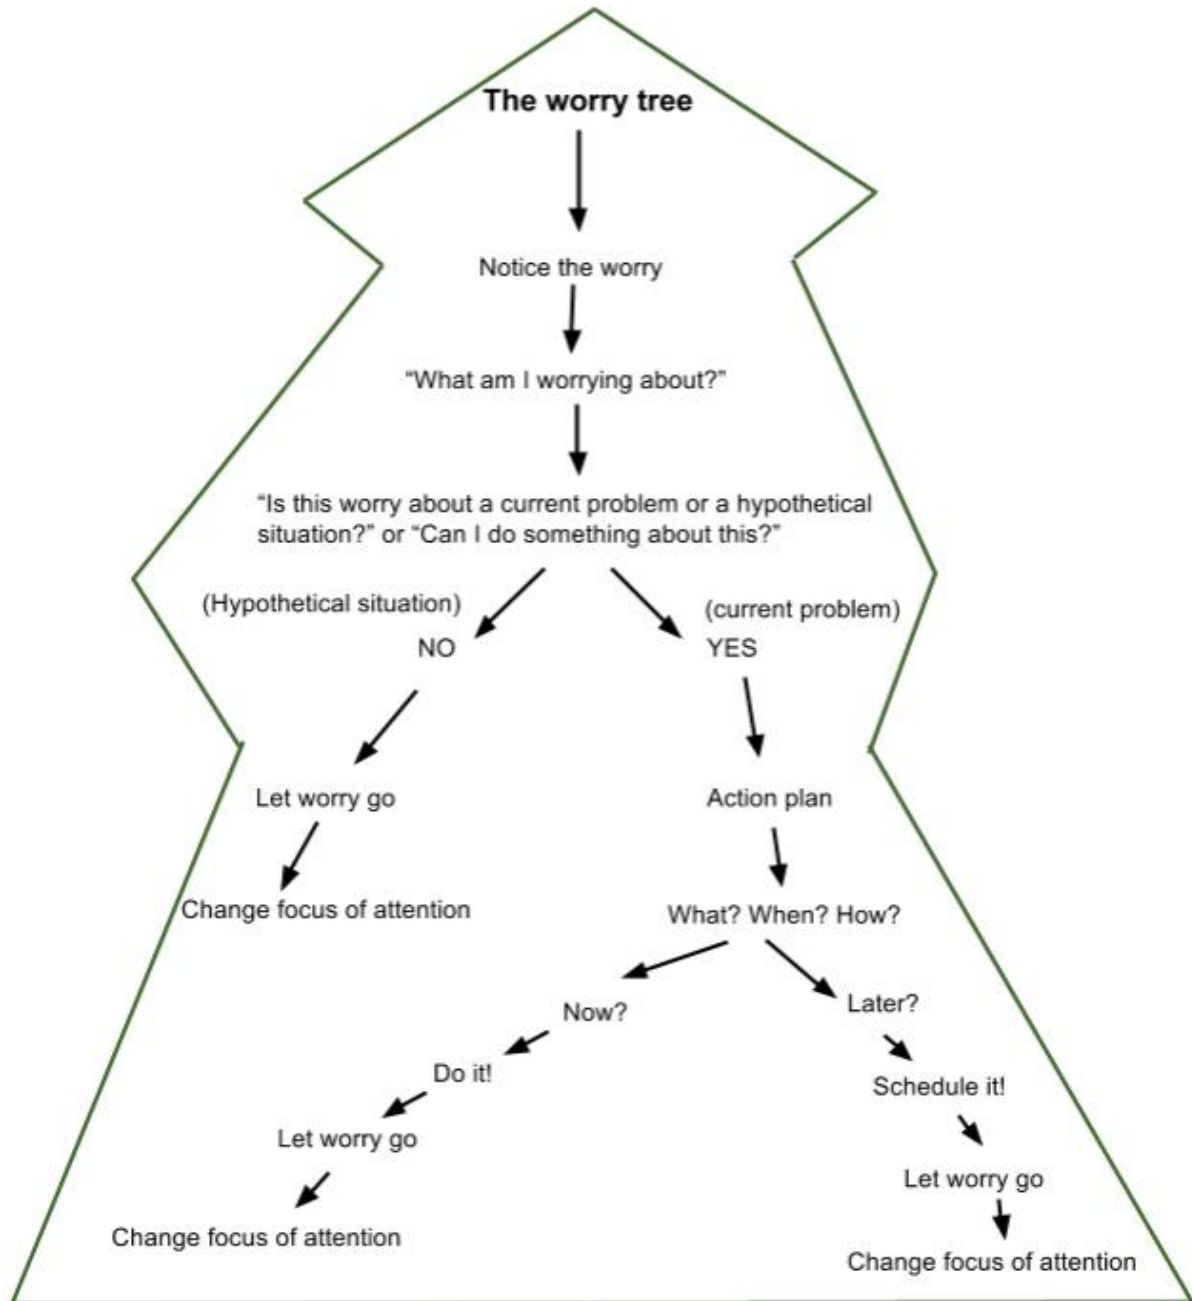 The worry tree
Notice the worry
“What am I worrying about?”
“Is this worry about a current problem or a hypothetical
situation?” or “Can I do something about this?”
(Hypothetical situation)
NO
(current problem)
YES
Let worry go
Change focus of attention
Action plan
What? When? How?
Now?
Do it!
Let worry go
Change focus of attention
Later?
Schedule it!
Let worry go
Change focus of attention